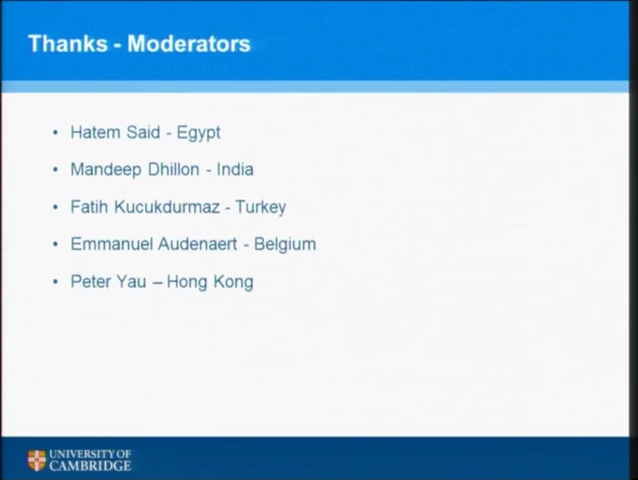 Thanks - Moderators
• Hatem Said - Egypt
• Mandeep Dhillon - India
• Fatih Kucukdurmaz - Turkey
• Emmanuel Audenaert - Belgium
• Peter Yau – Hong Kong
UNIVERSITY OF
CAMBRIDGE